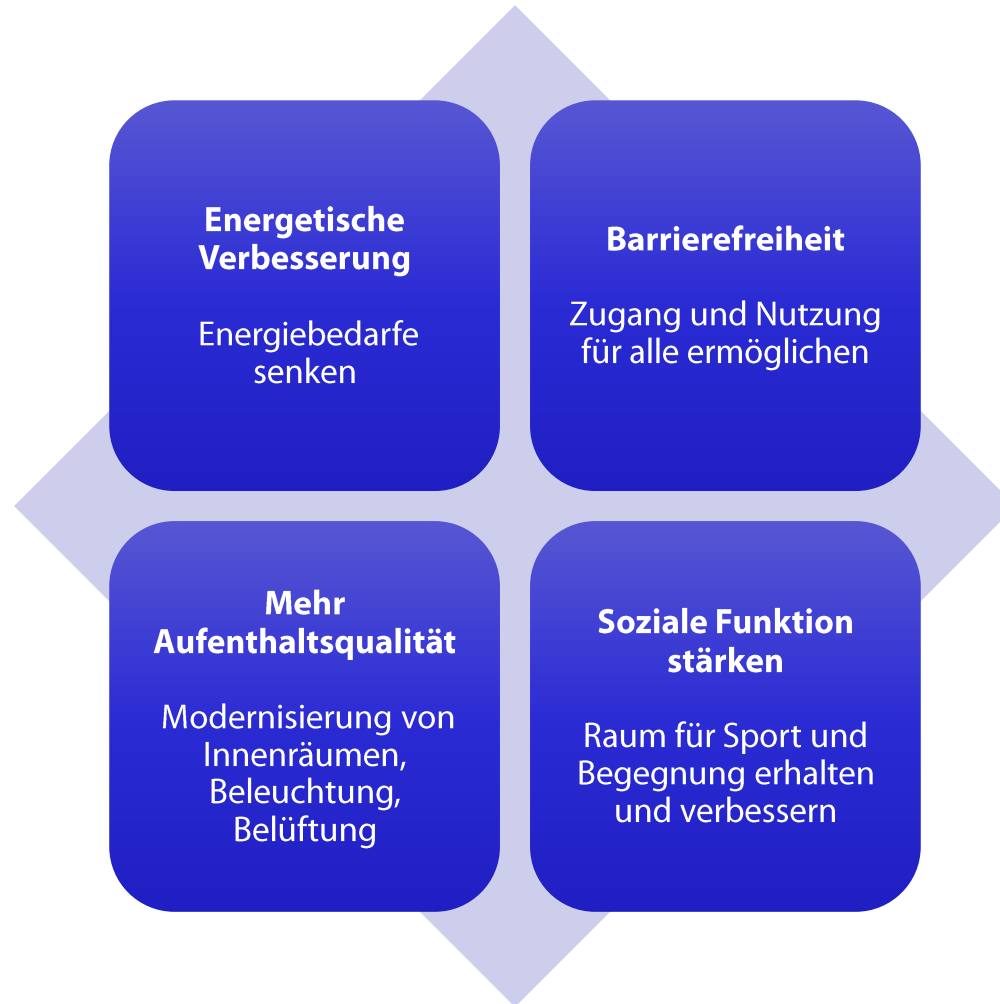 Energetische
Verbesserung
Energiebedarfe
senken
Barrierefreiheit
Zugang und Nutzung
für alle ermöglichen
Mehr
Aufenthaltsqualität
Modernisierung von
Innenräumen,
Beleuchtung,
Belüftung
Soziale Funktion
stärken
Raum für Sport und
Begegnung erhalten
und verbessern